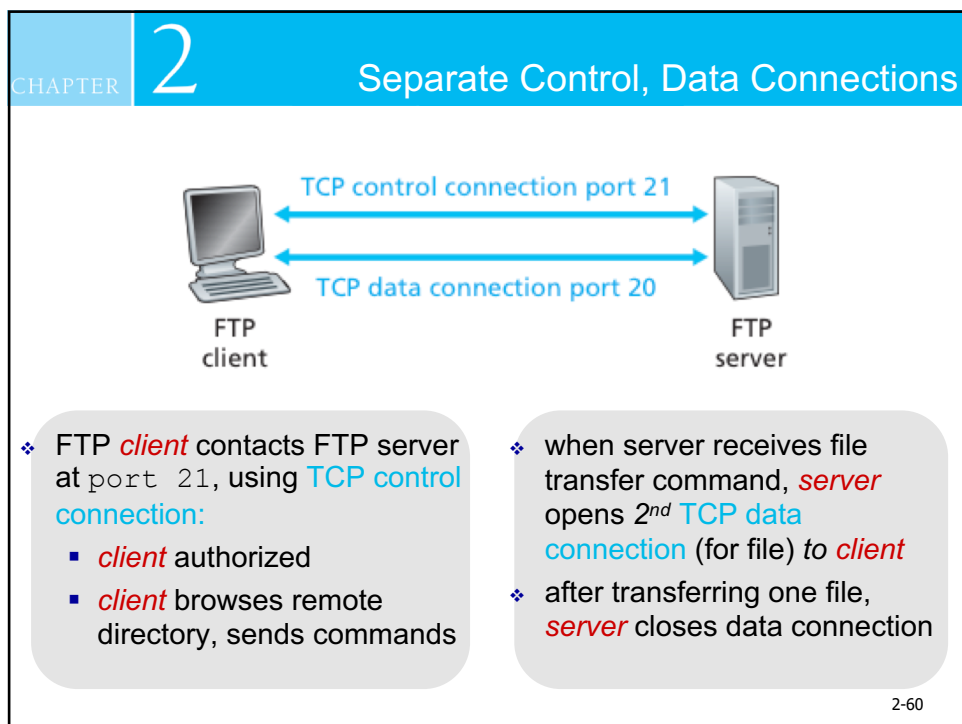 CHAPTER 2
Separate Control, Data Connections
TCP control connection port 21
TCP data connection port 20
FTP
client
FTP
server
❖ FTP client contacts FTP server
at port 21, using TCP control
connection:
▪ client authorized
▪ client browses remote
directory, sends commands
❖ when server receives file
transfer command, server
opens 2nd TCP data
connection (for file) to client
❖ after transferring one file,
server closes data connection
2-60